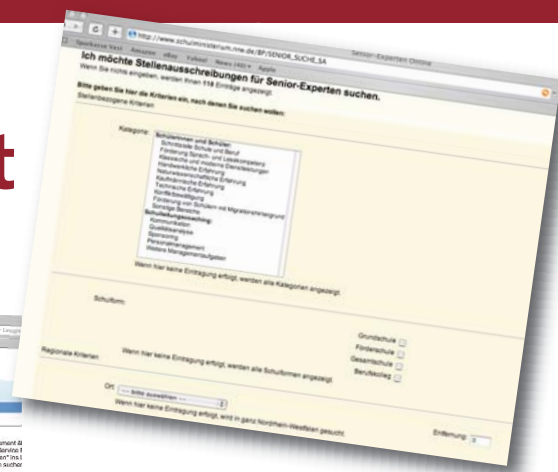 t
Senior-Experten Online
http://www.schulministerium.nrw.de/BP/SENIOR_SUCHE_SA
Sparkasse Vest Amazon eBay Yahoo! News (40) Apple
Ich möchte Stellenausschreibungen für Senior-Experten suchen.
Wenn Sie nichts eingeben, werden Ihnen 118 Einträge angezeigt.
Bitte geben Sie hier die Kriterien ein, nach denen Sie suchen wollen:
Stellenbezogene Kriterien
Kategorie:
Schülerinnen und Schüler:
Schnittstelle Schule und Beruf
Förderung Sprach- und Lesekompetenz
Klassische und moderne Dienstleistungen
Handwerkliche Erfahrung
Naturwissenschaftliche Erfahrung
Kaufmännische Erfahrung
Technische Erfahrung
Konfliktbewältigung
Förderung von Schülern mit Migrationshintergrund
Sonstige Bereiche
Schulleitungscoaching:
Kommunikation
Qualitätsanalyse
Sponsoring
Personalmanagement
Weitere Managementaufgaben
Wenn hier keine Eintragung erfolgt, werden alle Kategorien angezeigt.
Schulform:
Grundschule
Förderschule
Gesamtschule
Berufskolleg
Wenn hier keine Eintragung erfolgt, werden alle Schulformen angezeigt.
Regionale Kriterien
Ort: --- bitte auswählen ---
Entfernung: 0
Wenn hier keine Eintragung erfolgt, wird in ganz Nordrhein-Westfalen gesucht.